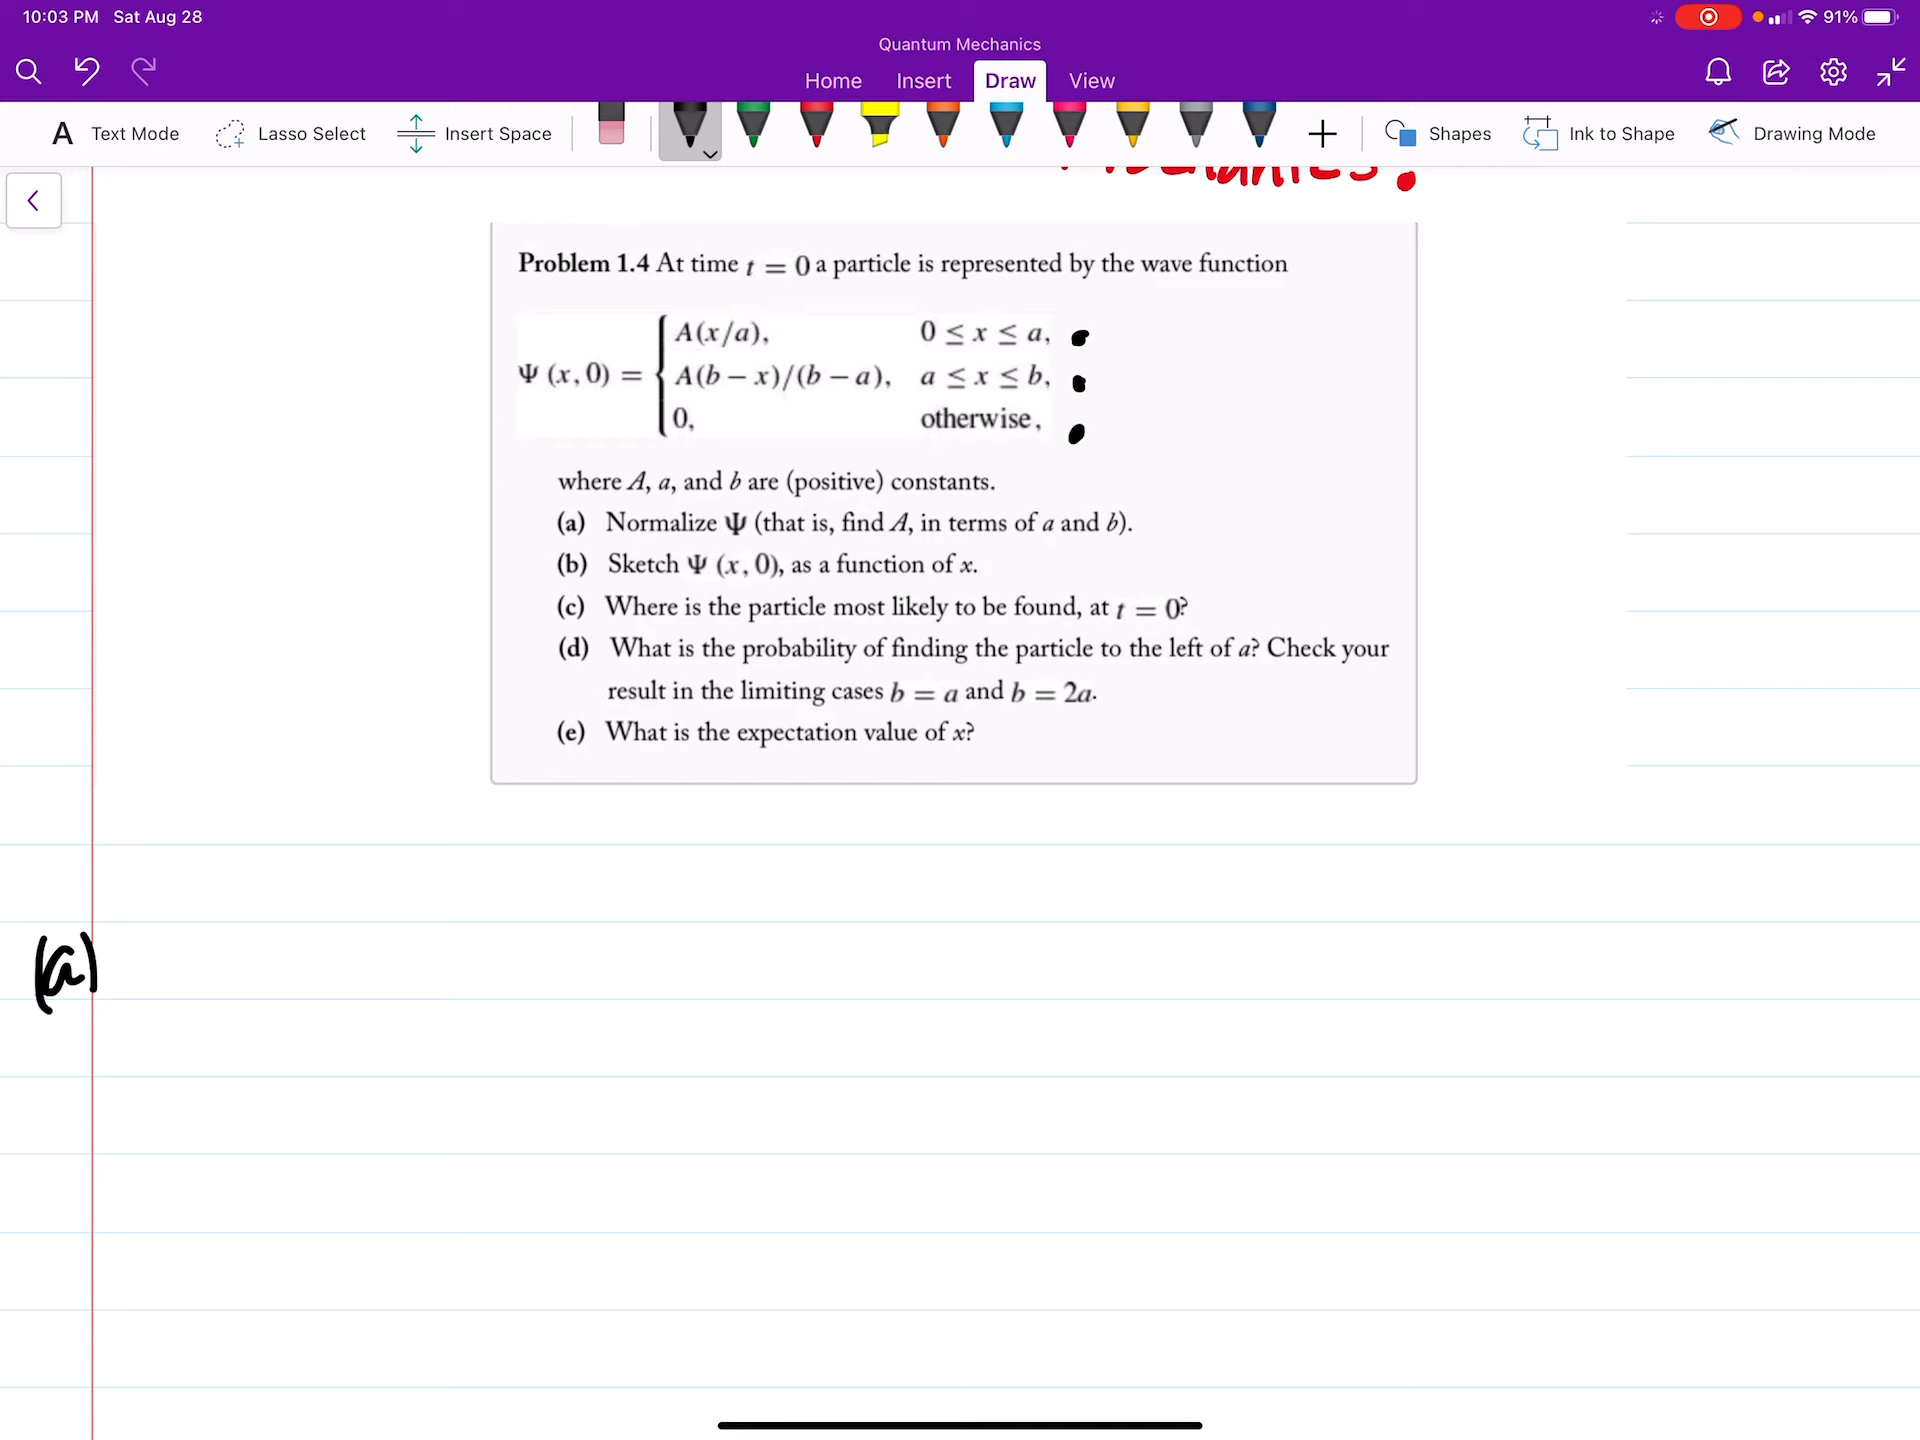 10:03 PM Sat Aug 28
91%
Quantum Mechanics
Home Insert Draw View
A Text Mode Lasso Select Insert Space Shapes Ink to Shape Drawing Mode
Problem 1.4 At time t = 0 a particle is represented by the wave function
Ψ (x, 0) = { A(x/a), 0 ≤ x ≤ a,
A(b − x)/(b − a), a ≤ x ≤ b,
0, otherwise,
where A, a, and b are (positive) constants.
(a) Normalize Ψ (that is, find A, in terms of a and b).
(b) Sketch Ψ (x, 0), as a function of x.
(c) Where is the particle most likely to be found, at t = 0?
(d) What is the probability of finding the particle to the left of a? Check your
result in the limiting cases b = a and b = 2a.
(e) What is the expectation value of x?
(a)